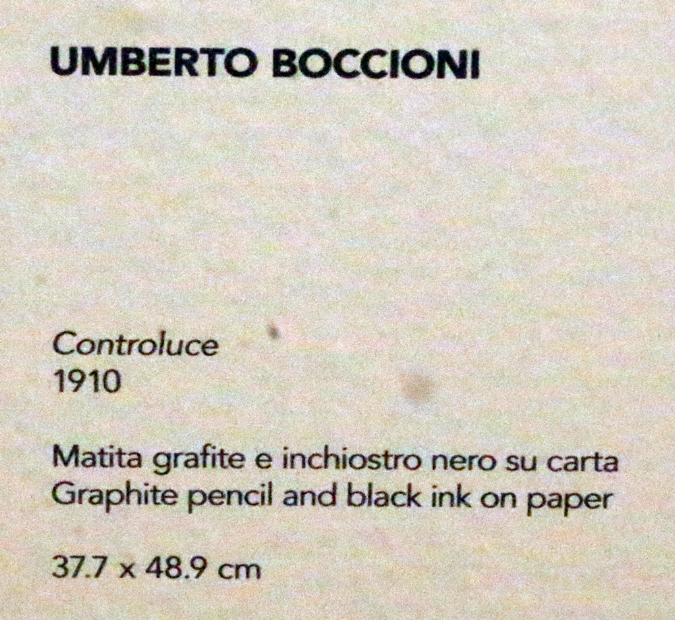 UMBERTO BOCCIONI
Controluce
1910
Matita grafite e inchiostro nero su carta
Graphite pencil and black ink on paper
37.7 x 48.9 cm